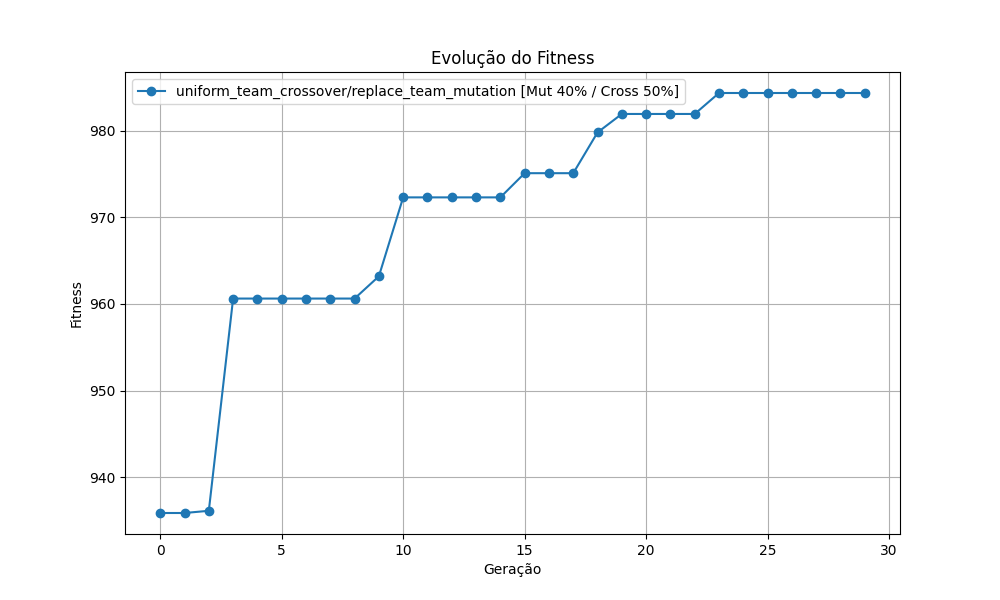 Evolução do Fitness
uniform_team_crossover/replace_team_mutation [Mut 40% / Cross 50%]
Fitness
980
970
960
950
940
0 5 10 15 20 25 30
Geração